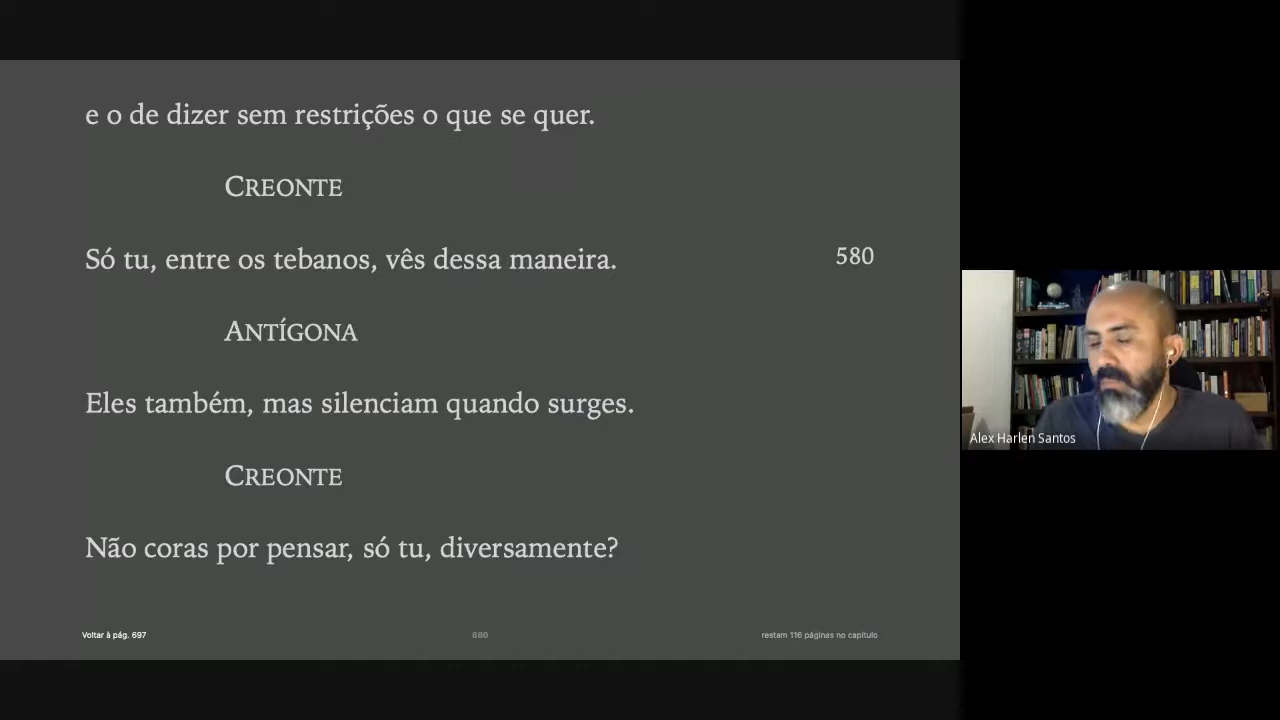 e o de dizer sem restrições o que se quer.
CREONTE
Só tu, entre os tebanos, vês dessa maneira.
580
ANTÍGONA
Eles também, mas silenciam quando surges.
CREONTE
Não coras por pensar, só tu, diversamente?
Voltar à pág. 697
680
restam 116 páginas no capítulo
Alex Harlen Santos